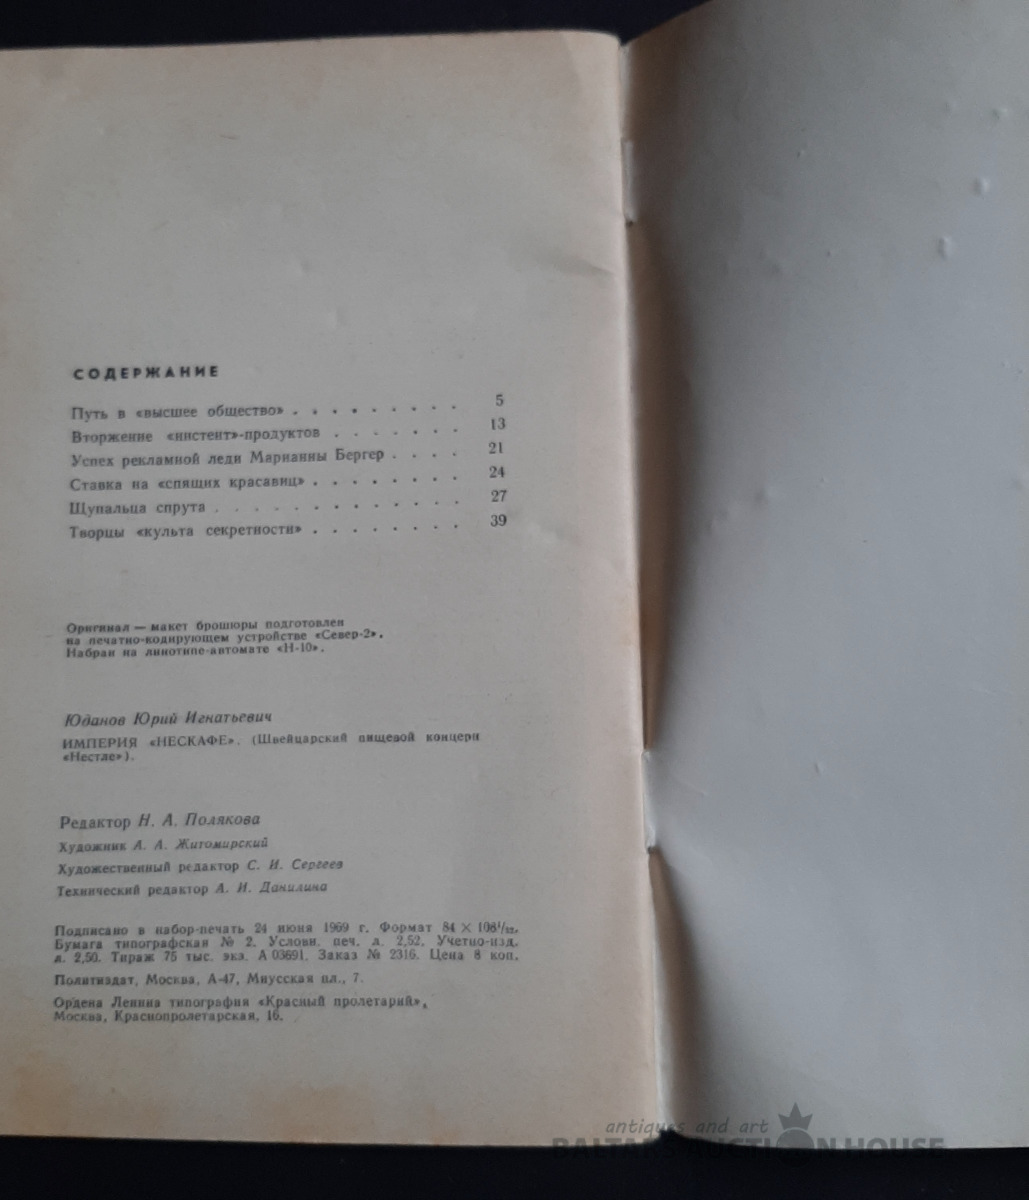 СОДЕРЖАНИЕ
Путь в «высшее общество» . . . . . . . . . 5
Вторжение «инстент»-продуктов . . . . . . . 13
Успех рекламной леди Марианны Бергер . . . . 21
Ставка на «спящих красавиц» . . . . . . . . 24
Щупальца спрута . . . . . . . . . . . . . 27
Творцы «культа секретности» . . . . . . . . 39
Оригинал — макет брошюры подготовлен
на печатно-кодирующем устройстве «Север-2».
Набран на линотипе-автомате «Н-10».
Юданов Юрий Игнатьевич
ИМПЕРИЯ «НЕСКАФЕ». (Швейцарский пищевой концерн
«Нестле»).
Редактор Н. А. Полякова
Художник А. А. Житомирский
Художественный редактор С. И. Сергеев
Технический редактор А. И. Данилина
Подписано в набор-печать 24 июня 1969 г. Формат 84 × 108¹/₃₂.
Бумага типографская № 2. Условн. печ. л. 2,52. Учетно-изд.
л. 2,50. Тираж 75 тыс. экз. А 03691. Заказ № 2316. Цена 8 коп.
Политиздат, Москва, А-47, Миусская пл., 7.
Ордена Ленина типография «Красный пролетарий»,
Москва, Краснопролетарская, 16.
antiques and art
BALTARS AUCTION HOUSE